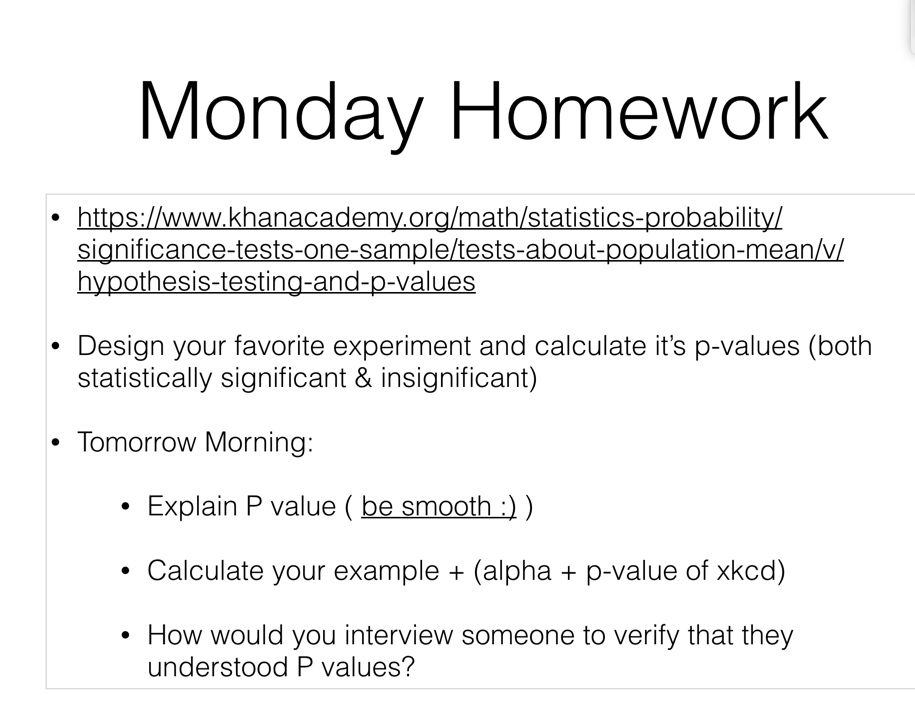 Monday Homework
• https://www.khanacademy.org/math/statistics-probability/
significance-tests-one-sample/tests-about-population-mean/v/
hypothesis-testing-and-p-values
• Design your favorite experiment and calculate it’s p-values (both
statistically significant & insignificant)
• Tomorrow Morning:
• Explain P value ( be smooth :) )
• Calculate your example + (alpha + p-value of xkcd)
• How would you interview someone to verify that they
understood P values?